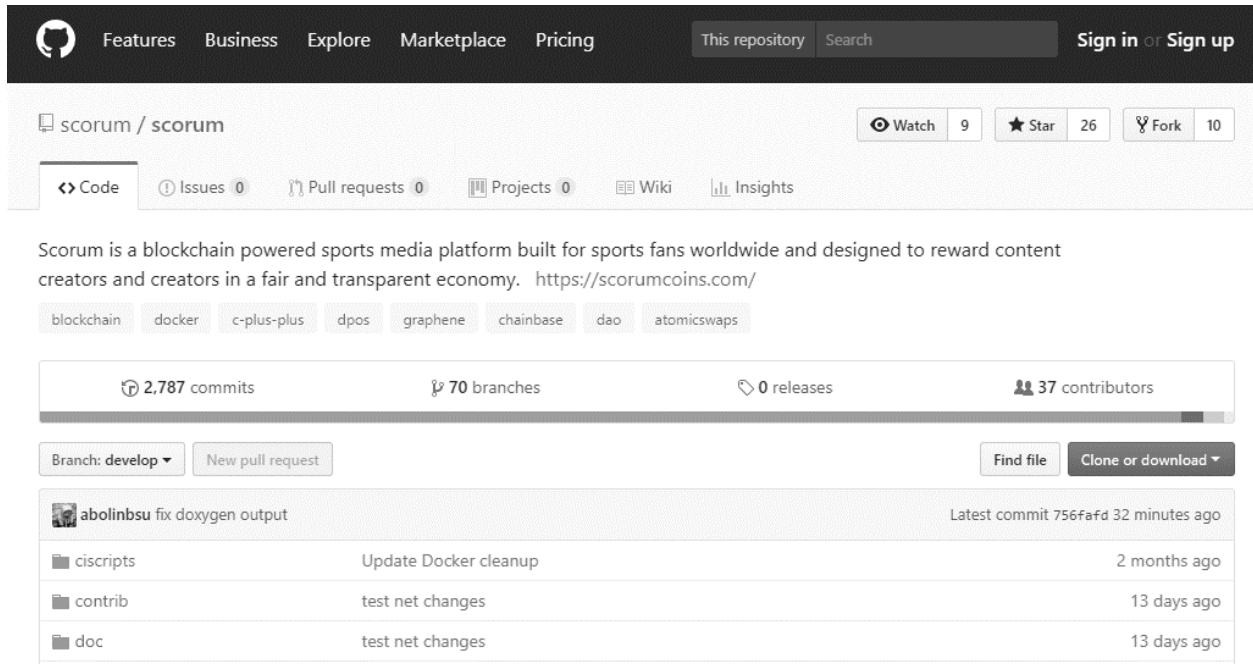 Features Business Explore Marketplace Pricing This repository Search Sign in or Sign up
scorum / scorum Watch 9 Star 26 Fork 10
Code Issues 0 Pull requests 0 Projects 0 Wiki Insights
Scorum is a blockchain powered sports media platform built for sports fans worldwide and designed to reward content
creators and creators in a fair and transparent economy. https://scorumcoins.com/
blockchain docker c-plus-plus dpos graphene chainbase dao atomicswaps
2,787 commits 70 branches 0 releases 37 contributors
Branch: develop New pull request Find file Clone or download
abolinbsu fix doxygen output Latest commit 756fafd 32 minutes ago
ciscripts Update Docker cleanup 2 months ago
contrib test net changes 13 days ago
doc test net changes 13 days ago